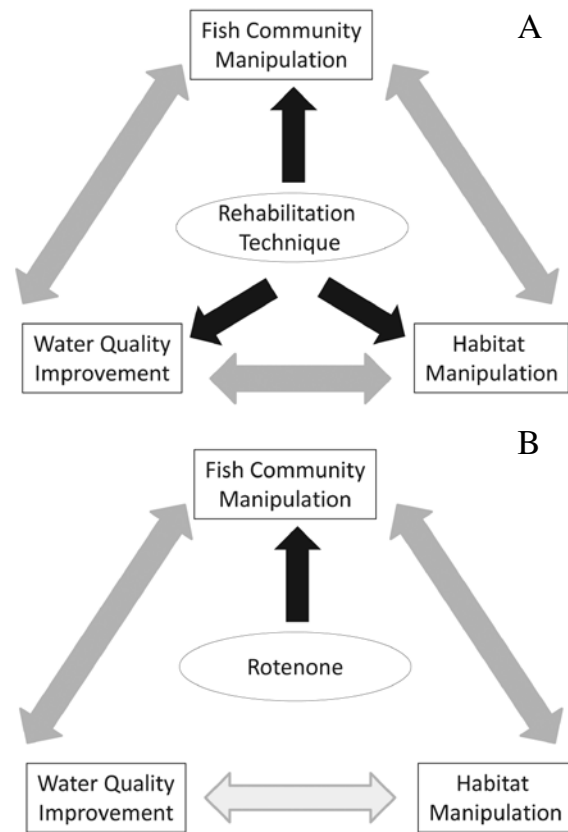 A
Fish Community
Manipulation
Rehabilitation
Technique
Water Quality
Improvement
Habitat
Manipulation
B
Fish Community
Manipulation
Rotenone
Water Quality
Improvement
Habitat
Manipulation